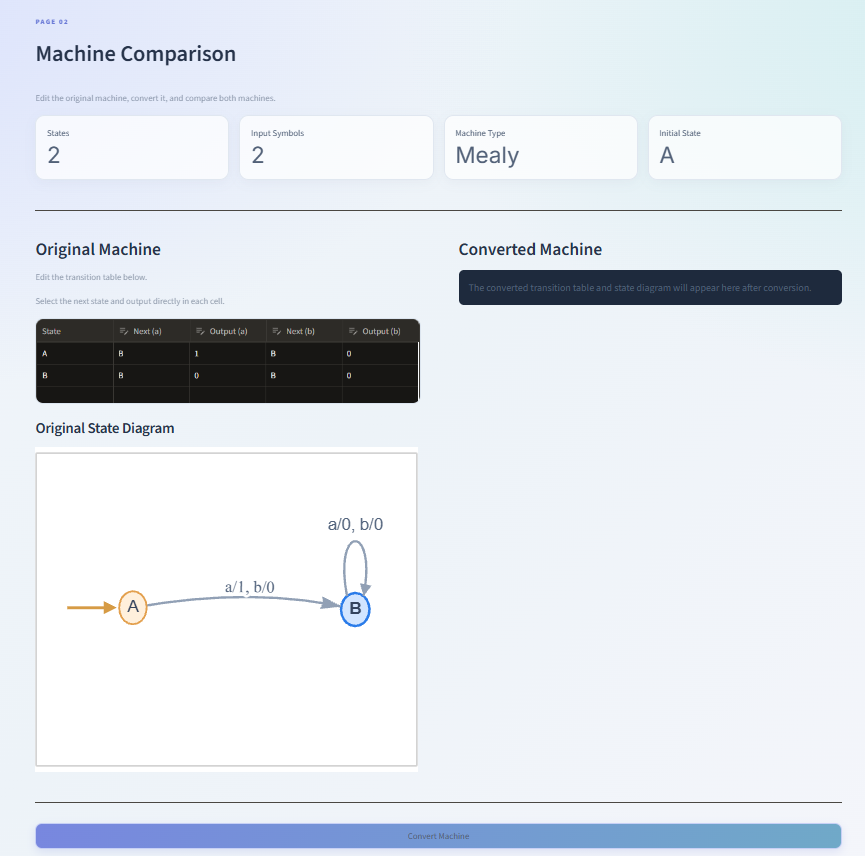 PAGE 02
Machine Comparison
Edit the original machine, convert it, and compare both machines.
States
2
Input Symbols
2
Machine Type
Mealy
Initial State
A
Original Machine
Edit the transition table below.
Select the next state and output directly in each cell.
State Next (a) Output (a) Next (b) Output (b)
A B 1 B 0
B B 0 B 0
Original State Diagram
a/0, b/0
a/1, b/0
A
B
Converted Machine
The converted transition table and state diagram will appear here after conversion.
Convert Machine